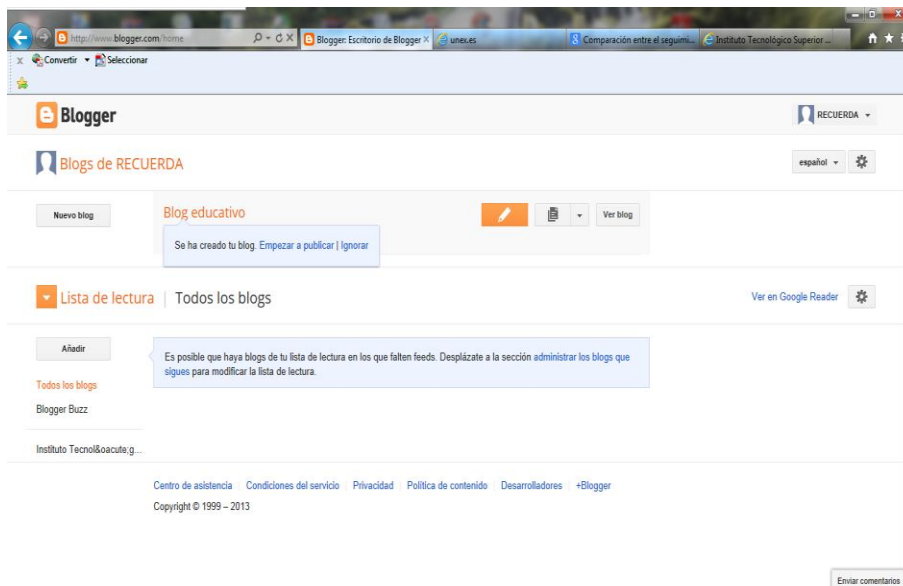 http://www.blogger.com/home
Blogger: Escritorio de Blogger
unex.es
Comparación entre el seguimi...
Instituto Tecnológico Superior ...
x Convertir Seleccionar
Blogger
RECUERDA
Blogs de RECUERDA
español
Nuevo blog
Blog educativo
Ver blog
Se ha creado tu blog. Empezar a publicar | Ignorar
Lista de lectura | Todos los blogs
Ver en Google Reader
Añadir
Es posible que haya blogs de tu lista de lectura en los que falten feeds. Desplázate a la sección administrar los blogs que
sigues para modificar la lista de lectura.
Todos los blogs
Blogger Buzz
Instituto Tecnol&oacute;g...
Centro de asistencia | Condiciones del servicio | Privacidad | Política de contenido | Desarrolladores | +Blogger
Copyright © 1999 – 2013
Enviar comentarios